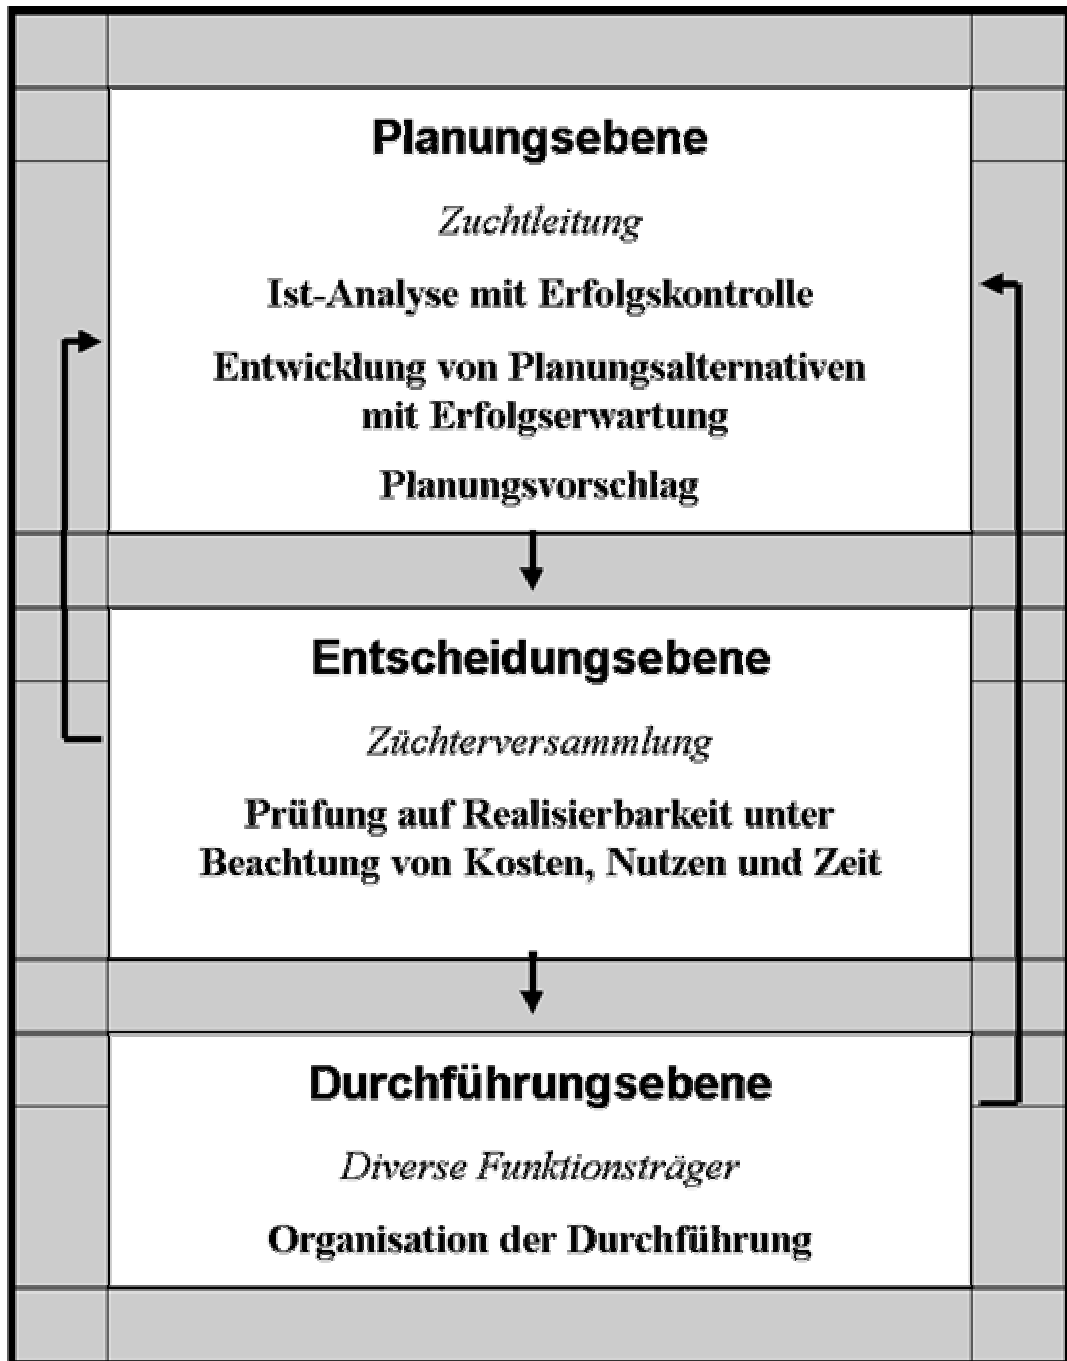 Planungsebene
Zuchtleitung
Ist-Analyse mit Erfolgskontrolle
Entwicklung von Planungsalternativen
mit Erfolgserwartung
Planungsvorschlag
Entscheidungsebene
Züchterversammlung
Prüfung auf Realisierbarkeit unter
Beachtung von Kosten, Nutzen und Zeit
Durchführungsebene
Diverse Funktionsträger
Organisation der Durchführung